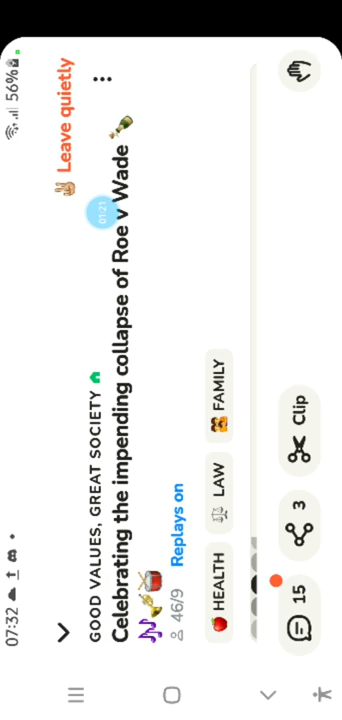 07:32
56%
Leave quietly
GOOD VALUES, GREAT SOCIETY
01:21
Celebrating the impending collapse of Roe v Wade
46/9 Replays on
HEALTH LAW FAMILY
15 3 Clip